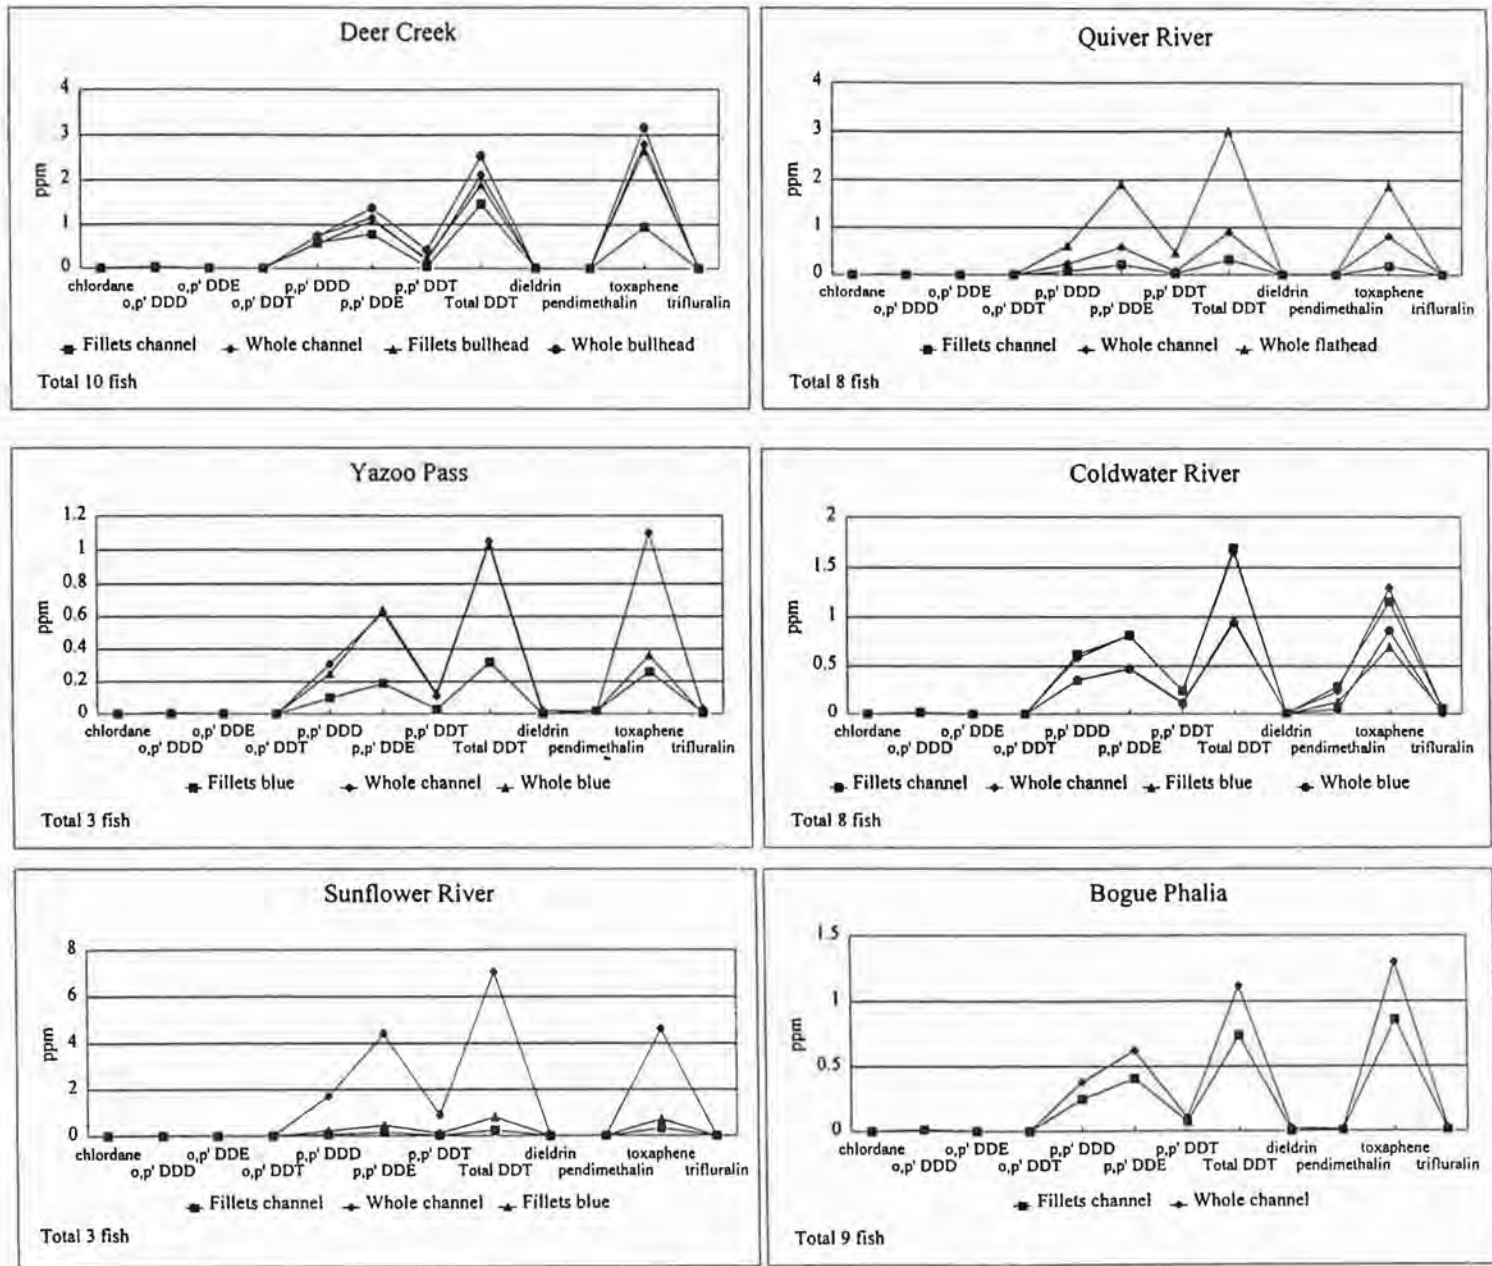 Deer Creek
4
3
2
1
0
ppm
chlordane o,p' DDE p,p' DDD p,p' DDT dieldrin toxaphene
o,p' DDD o,p' DDT p,p' DDE Total DDT pendimethalin trifluralin
Fillets channel Whole channel Fillets bullhead Whole bullhead
Total 10 fish
Quiver River
4
3
2
1
0
ppm
chlordane o,p' DDE p,p' DDD p,p' DDT dieldrin toxaphene
o,p' DDD o,p' DDT p,p' DDE Total DDT pendimethalin trifluralin
Fillets channel Whole channel Whole flathead
Total 8 fish
Yazoo Pass
1.2
1
0.8
0.6
0.4
0.2
0
ppm
chlordane o,p' DDE p,p' DDD p,p' DDT dieldrin toxaphene
o,p' DDD o,p' DDT p,p' DDE Total DDT pendimethalin trifluralin
Fillets blue Whole channel Whole blue
Total 3 fish
Coldwater River
2
1.5
1
0.5
0
ppm
chlordane o,p' DDE p,p' DDD p,p' DDT dieldrin toxaphene
o,p' DDD o,p' DDT p,p' DDE Total DDT pendimethalin trifluralin
Fillets channel Whole channel Fillets blue Whole blue
Total 8 fish
Sunflower River
8
6
4
2
0
ppm
chlordane o,p' DDE p,p' DDD p,p' DDT dieldrin toxaphene
o,p' DDD o,p' DDT p,p' DDE Total DDT pendimethalin trifluralin
Fillets channel Whole channel Fillets blue
Total 3 fish
Bogue Phalia
1.5
1
0.5
0
ppm
chlordane o,p' DDE p,p' DDD p,p' DDT dieldrin toxaphene
o,p' DDD o,p' DDT p,p' DDE Total DDT pendimethalin trifluralin
Fillets channel Whole channel
Total 9 fish